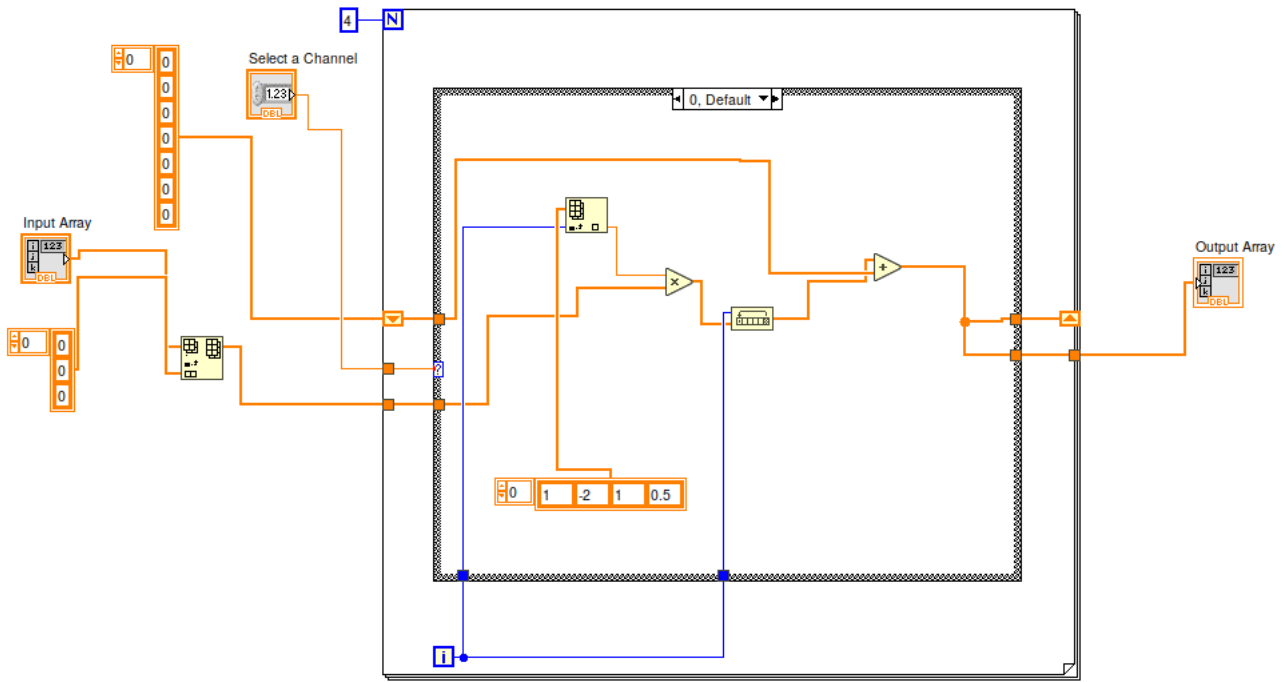 4 N
Select a Channel
0 0
0
0
0
0
0
0
1.23
DBL
0, Default
Input Array
i 123
j
k
DBL
Output Array
i 123
j
k
DBL
×
+
0 0
0
0
?
0 1 -2 1 0.5
i